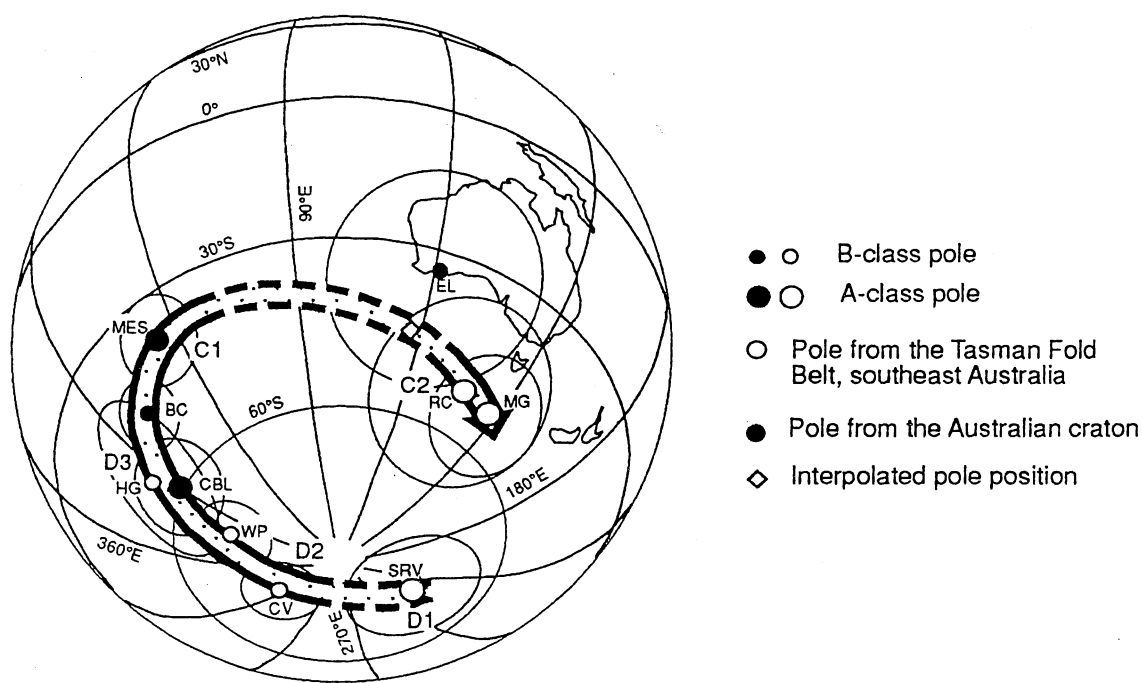 30°N
0°
90°E
30°S
EL
MES
C1
C2
RC
MG
BC
60°S
D3
HG
CBL
180°E
WP
360°E
D2
SRV
CV
D1
270°E
B-class pole
A-class pole
Pole from the Tasman Fold
Belt, southeast Australia
Pole from the Australian craton
Interpolated pole position